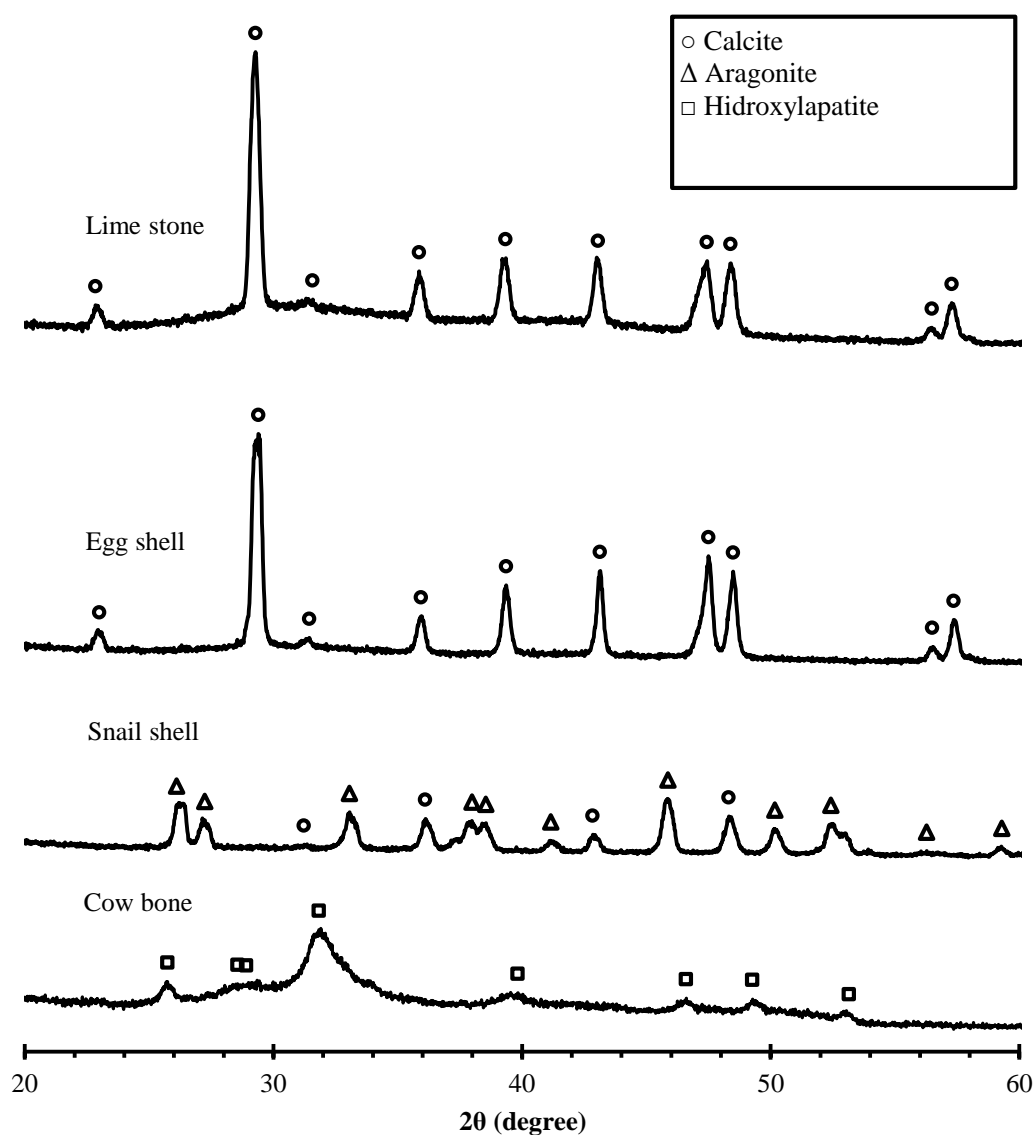 ○ Calcite
Δ Aragonite
□ Hidroxylapatite
Lime stone
Egg shell
Snail shell
Cow bone
20 30 40 50 60
2θ (degree)